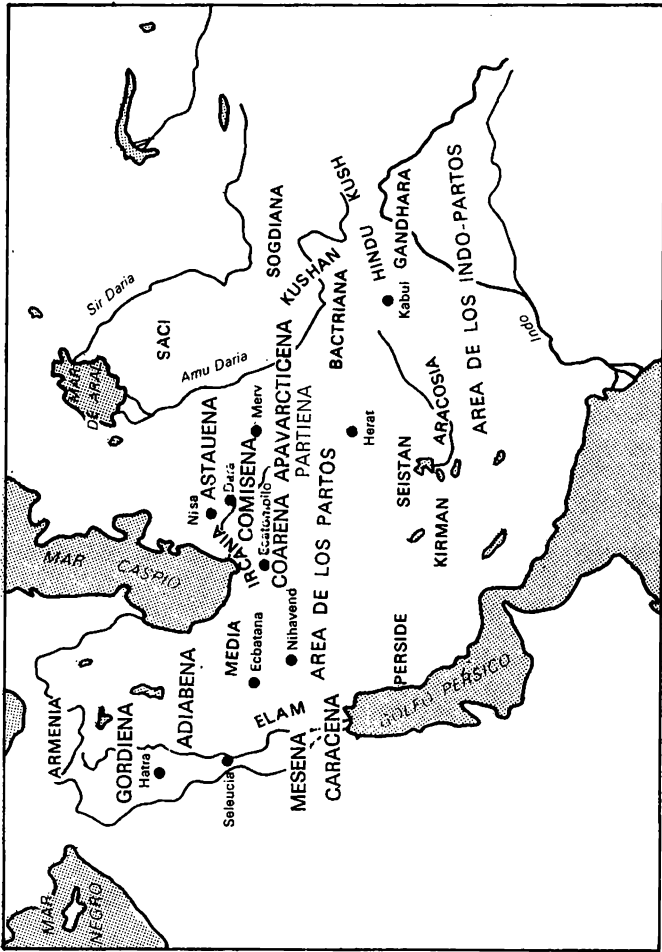 MAR
NEGRO
ARMENIA
GORDIENA
Hatra
ADIABENA
Seleucia
MESENA
CARACENA
ELAM
MEDIA
Ecbatana
Nihavend
MAR
CASPIO
IRCANIA
Ecatompilo
COARENA
COMISENA
Dará
Nisa
ASTAUENA
Merv
APAVARCTICENA
PARTIENA
AREA DE LOS PARTOS
PERSIDE
GOLFO PERSICO
KIRMAN
SEISTAN
Herat
ARACOSIA
AREA DE LOS INDO-PARTOS
MAR
DE ARAL
SACI
Sir Daria
Amu Daria
SOGDIANA
KUSHAN
BACTRIANA
HINDU
KUSH
Kabul
GANDHARA
Indo